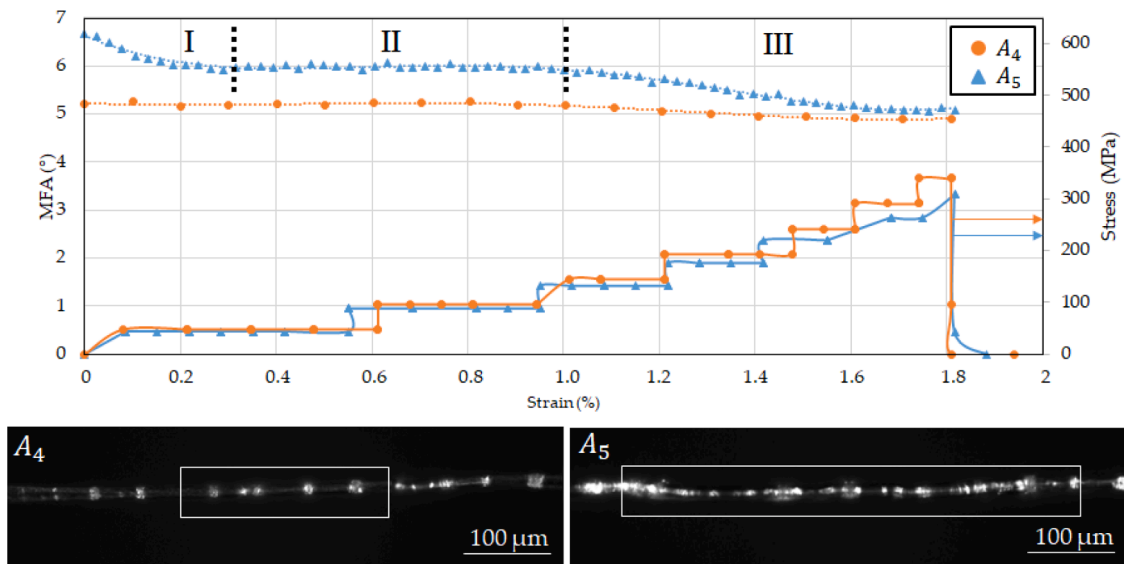 7
6
5
4
3
2
1
0
MFA (°)
I
II
III
A4
A5
600
500
400
300
200
100
0
Stress (MPa)
0 0.2 0.4 0.6 0.8 1.0 1.2 1.4 1.6 1.8 2
Strain (%)
A4
100 µm
A5
100 µm